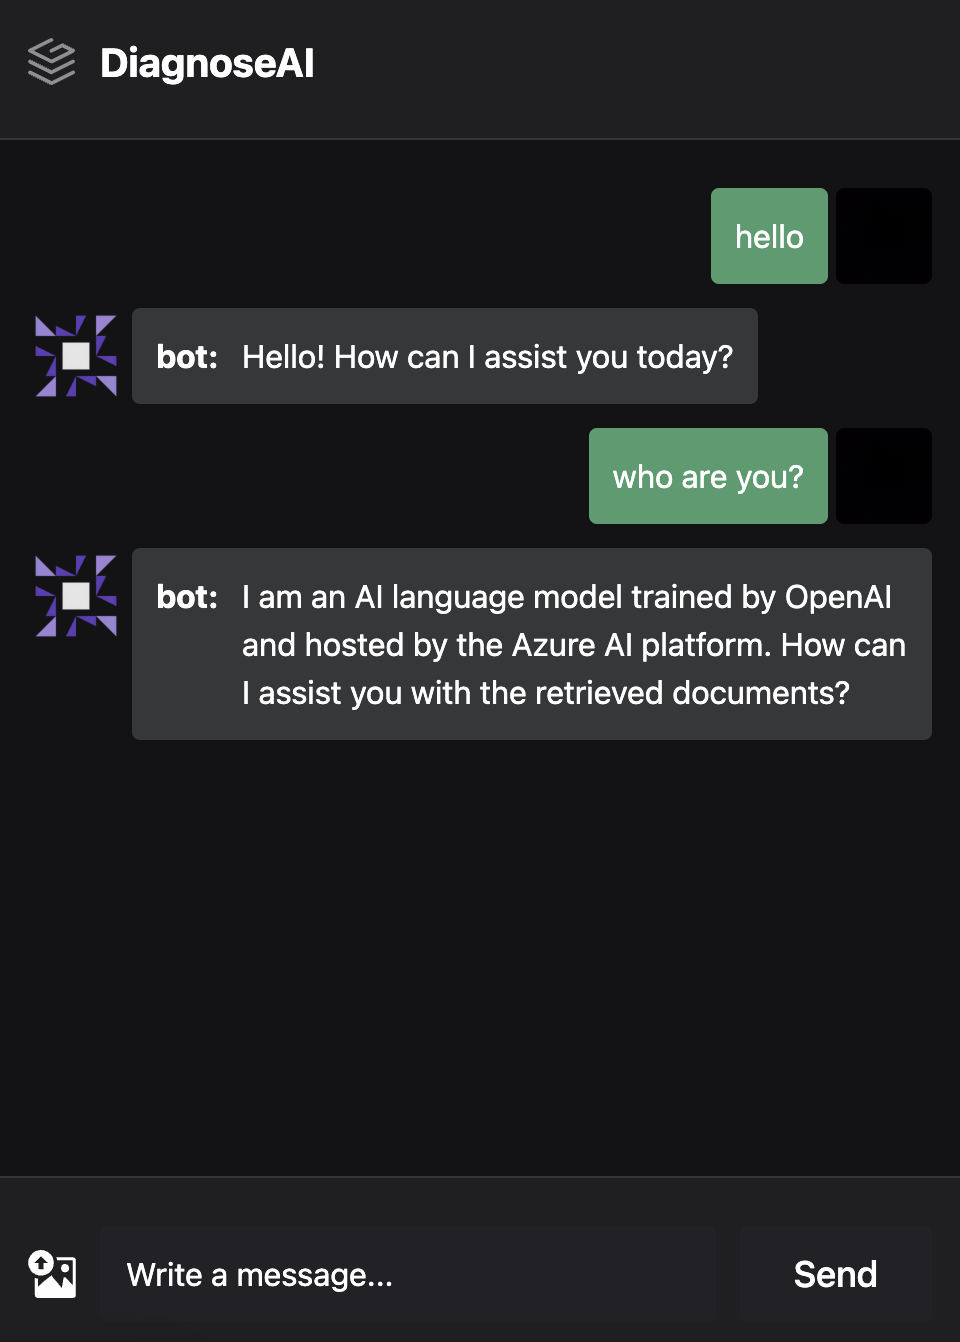 DiagnoseAI
hello
bot: Hello! How can I assist you today?
who are you?
bot: I am an AI language model trained by OpenAI
and hosted by the Azure AI platform. How can
I assist you with the retrieved documents?
Write a message...
Send